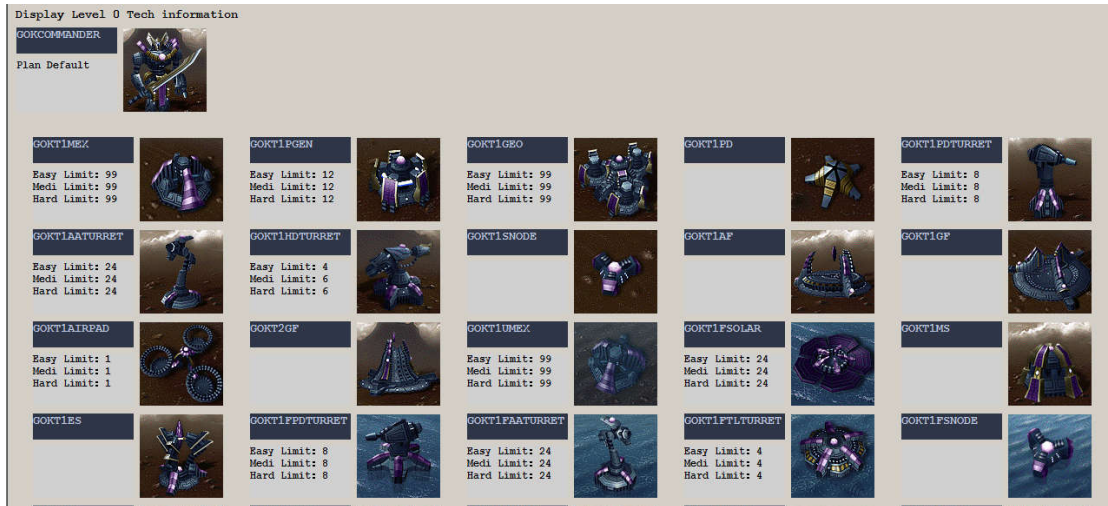 Display Level 0 Tech information
GOKCOMMANDER
Plan Default
GOKT1MEX
Easy Limit: 99
Medi Limit: 99
Hard Limit: 99
GOKT1PGEN
Easy Limit: 12
Medi Limit: 12
Hard Limit: 12
GOKT1GEO
Easy Limit: 99
Medi Limit: 99
Hard Limit: 99
GOKT1PD
GOKT1PDTURRET
Easy Limit: 8
Medi Limit: 8
Hard Limit: 8
GOKT1AATURRET
Easy Limit: 24
Medi Limit: 24
Hard Limit: 24
GOKT1HDTURRET
Easy Limit: 4
Medi Limit: 6
Hard Limit: 6
GOKT1SNODE
GOKT1AF
GOKT1GF
GOKT1AIRPAD
Easy Limit: 1
Medi Limit: 1
Hard Limit: 1
GOKT2GF
GOKT1UMEX
Easy Limit: 99
Medi Limit: 99
Hard Limit: 99
GOKT1FSOLAR
Easy Limit: 24
Medi Limit: 24
Hard Limit: 24
GOKT1MS
GOKT1ES
GOKT1FPDTURRET
Easy Limit: 8
Medi Limit: 8
Hard Limit: 8
GOKT1FAATURRET
Easy Limit: 24
Medi Limit: 24
Hard Limit: 24
GOKT1FTLTURRET
Easy Limit: 4
Medi Limit: 4
Hard Limit: 4
GOKT1FSNODE